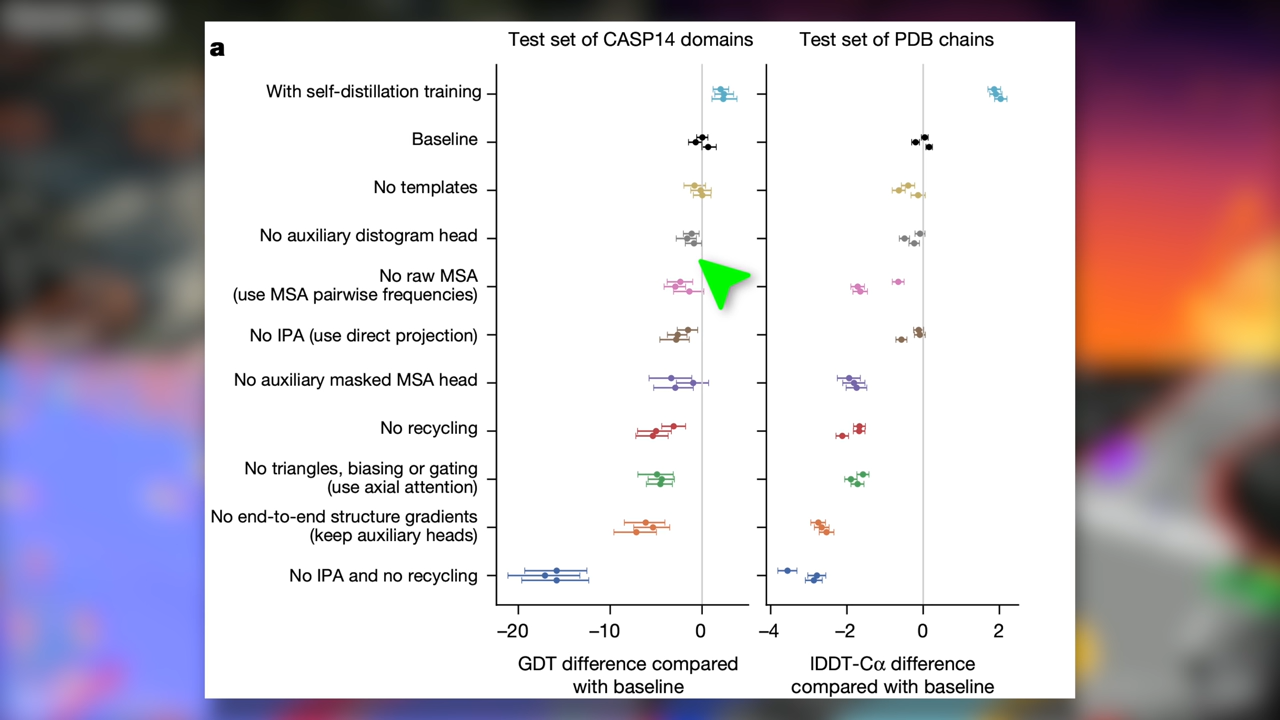 a
Test set of CASP14 domains
Test set of PDB chains
With self-distillation training
Baseline
No templates
No auxiliary distogram head
No raw MSA
(use MSA pairwise frequencies)
No IPA (use direct projection)
No auxiliary masked MSA head
No recycling
No triangles, biasing or gating
(use axial attention)
No end-to-end structure gradients
(keep auxiliary heads)
No IPA and no recycling
−20 −10 0
−4 −2 0 2
GDT difference compared
with baseline
lDDT-Cα difference
compared with baseline